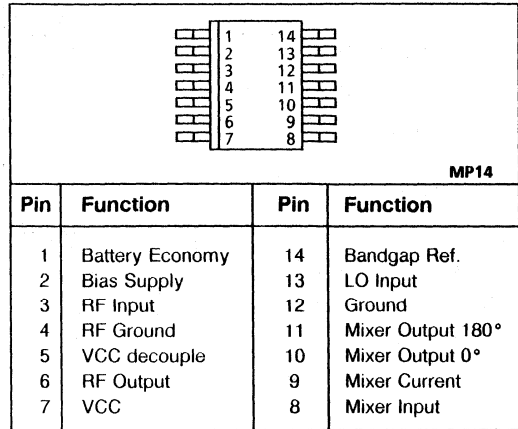 1 14
2 13
3 12
4 11
5 10
6 9
7 8
MP14
Pin Function Pin Function
1 Battery Economy 14 Bandgap Ref.
2 Bias Supply 13 LO Input
3 RF Input 12 Ground
4 RF Ground 11 Mixer Output 180°
5 VCC decouple 10 Mixer Output 0°
6 RF Output 9 Mixer Current
7 VCC 8 Mixer Input